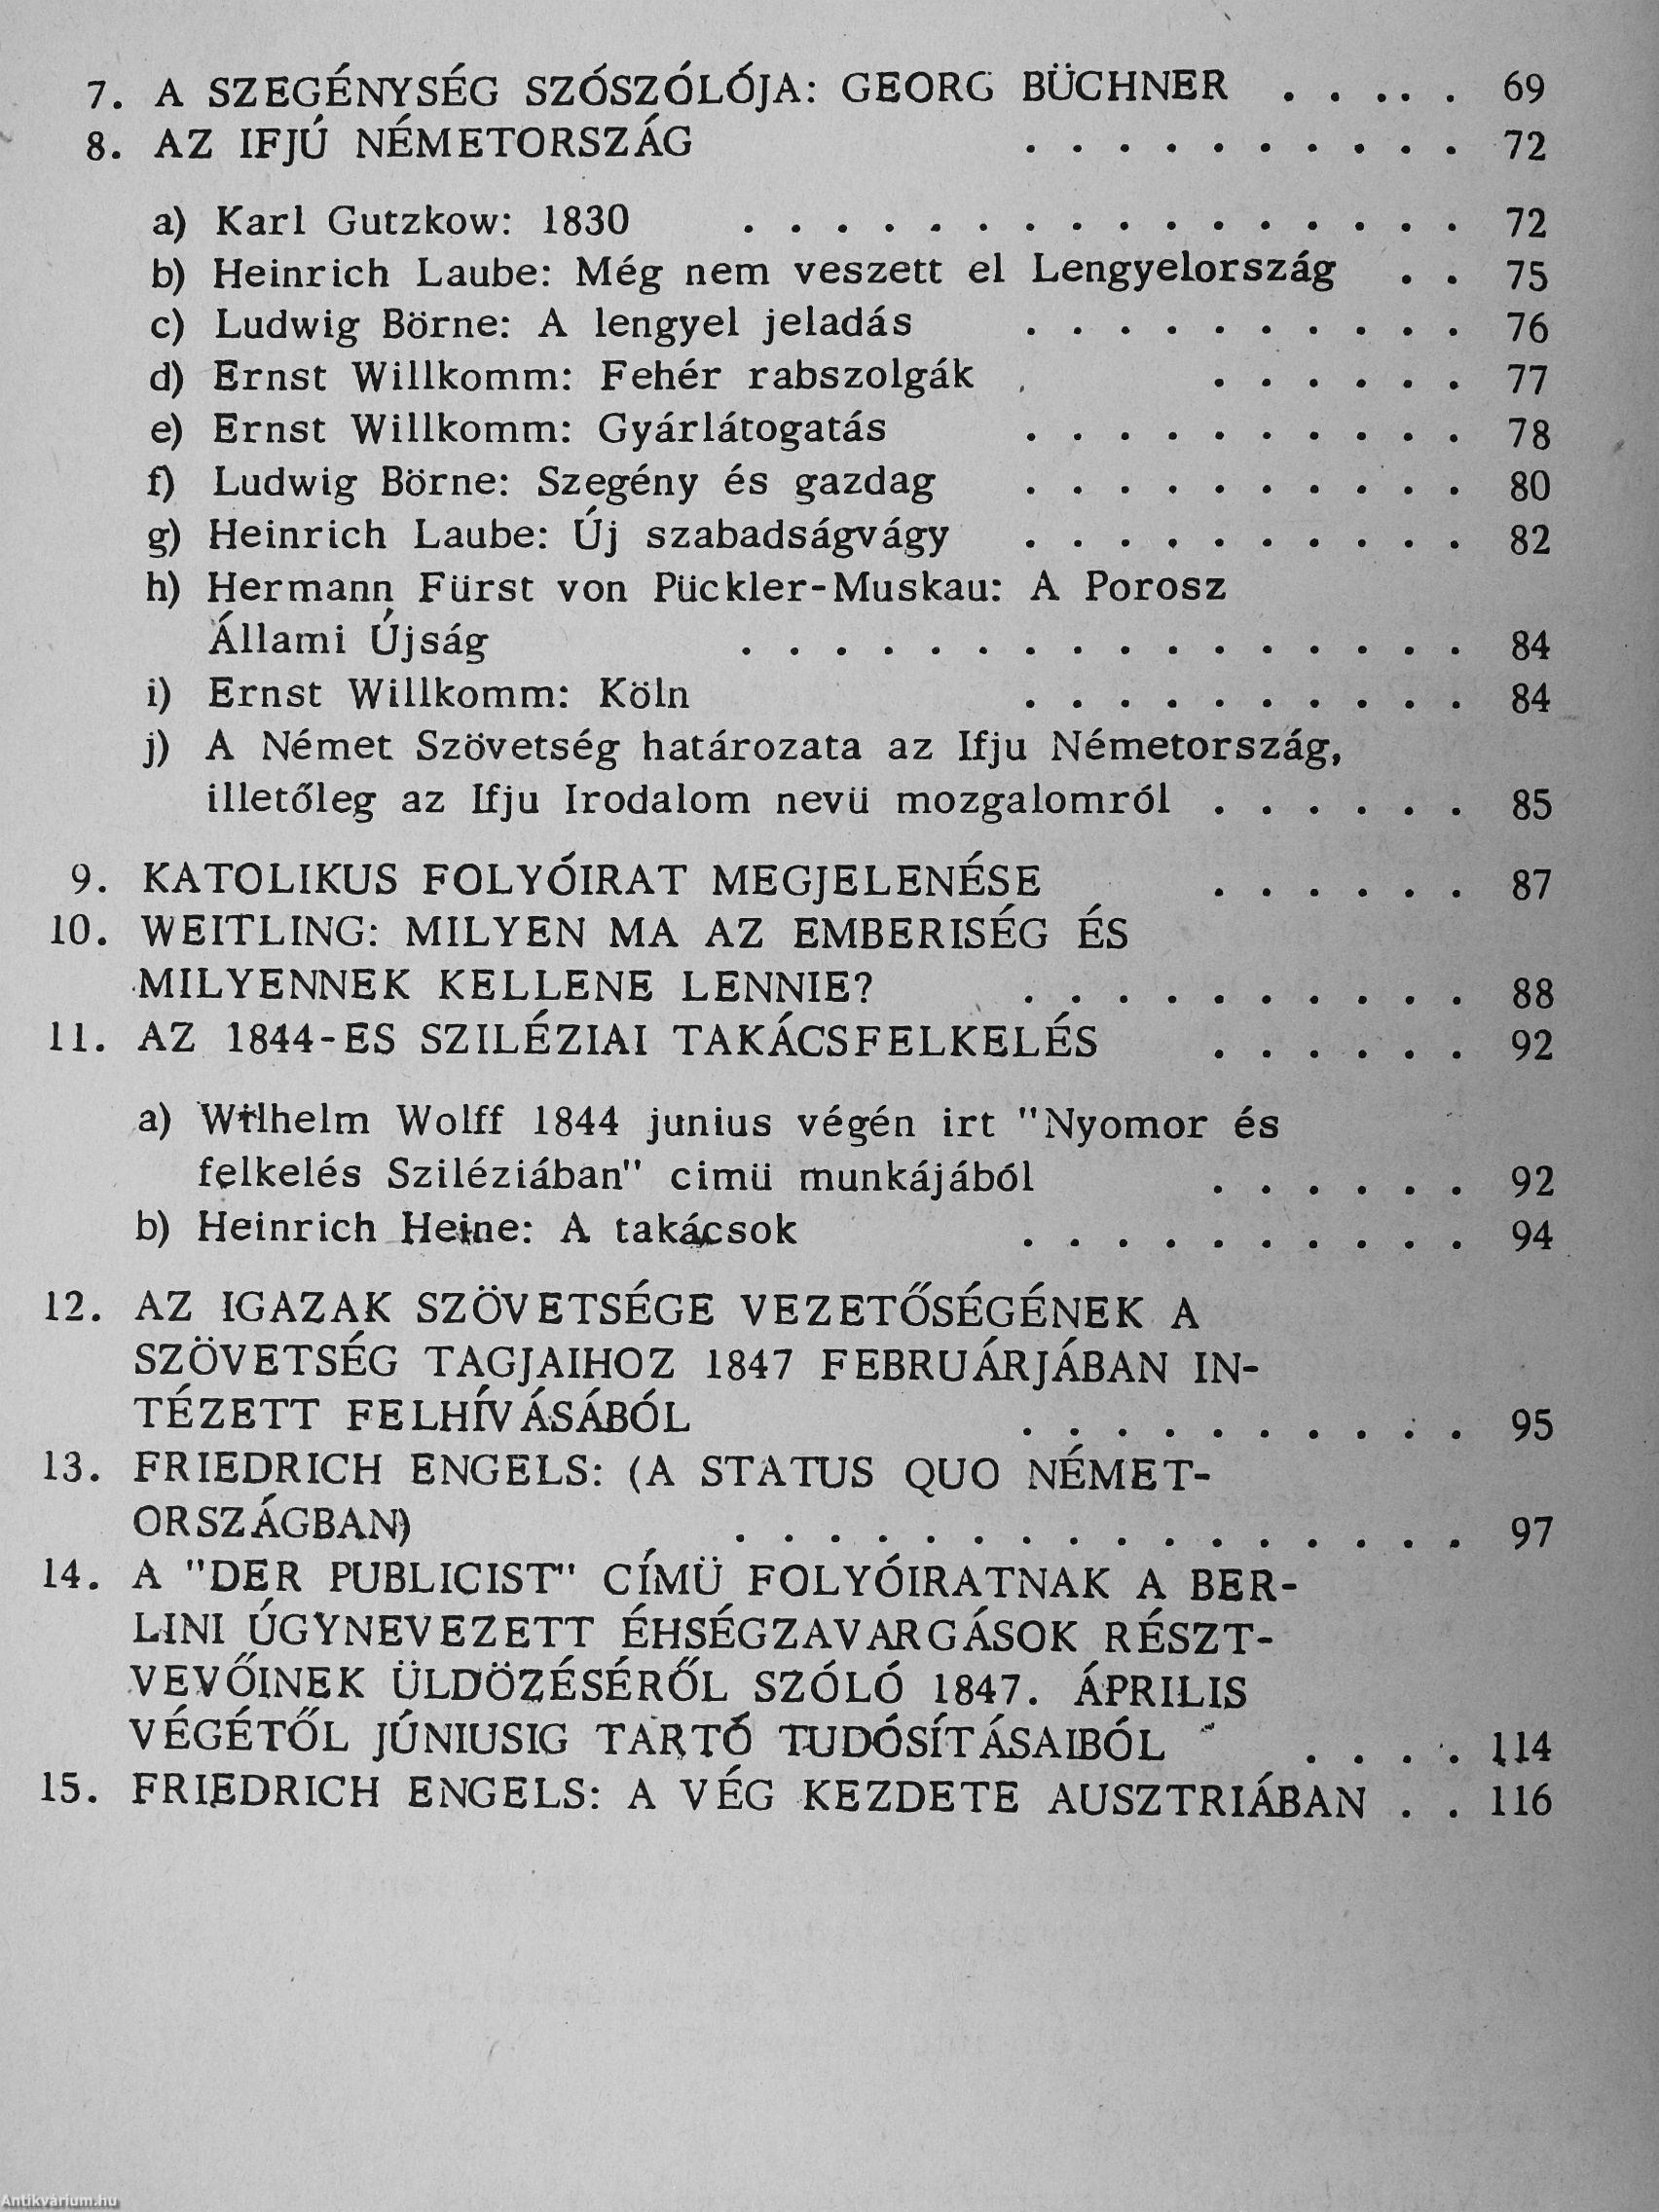 7. A SZEGÉNYSÉG SZÓSZÓLÓJA: GEORG BÜCHNER . . . . . 69
8. AZ IFJÚ NÉMETORSZÁG . . . . . . . . . . 72
a) Karl Gutzkow: 1830 . . . . . . . . . . . . . . . . 72
b) Heinrich Laube: Még nem veszett el Lengyelország . . 75
c) Ludwig Börne: A lengyel jeladás . . . . . . . . . . 76
d) Ernst Willkomm: Fehér rabszolgák . . . . . . 77
e) Ernst Willkomm: Gyárlátogatás . . . . . . . . . . 78
f) Ludwig Börne: Szegény és gazdag . . . . . . . . . . 80
g) Heinrich Laube: Új szabadságvágy . . . . . . . . . . 82
h) Hermann Fürst von Pückler-Muskau: A Porosz
Állami Újság . . . . . . . . . . . . . . . . 84
i) Ernst Willkomm: Köln . . . . . . . . . . 84
j) A Német Szövetség határozata az Ifju Németország,
illetőleg az Ifju Irodalom nevü mozgalomról . . . . . . 85
9. KATOLIKUS FOLYÓIRAT MEGJELENÉSE . . . . . . 87
10. WEITLING: MILYEN MA AZ EMBERISÉG ÉS
MILYENNEK KELLENE LENNIE? . . . . . . . . . . 88
11. AZ 1844-ES SZILÉZIAI TAKÁCSFELKELÉS . . . . . . 92
a) Wilhelm Wolff 1844 junius végén irt "Nyomor és
felkelés Sziléziában" cimü munkájából . . . . . . 92
b) Heinrich Heine: A takácsok . . . . . . . . . . 94
12. AZ IGAZAK SZÖVETSÉGE VEZETŐSÉGÉNEK A
SZÖVETSÉG TAGJAIHOZ 1847 FEBRUÁRJÁBAN IN-
TÉZETT FELHÍVÁSÁBÓL . . . . . . . . . . 95
13. FRIEDRICH ENGELS: (A STATUS QUO NÉMET-
ORSZÁGBAN) . . . . . . . . . . . . . . . . 97
14. A "DER PUBLICIST" CÍMÜ FOLYÓIRATNAK A BER-
LINI ÚGYNEVEZETT ÉHSÉGZAVARGÁSOK RÉSZT-
VEVŐINEK ÜLDÖZÉSÉRŐL SZÓLÓ 1847. ÁPRILIS
VÉGÉTŐL JÚNIUSIG TARTÓ TUDÓSÍTÁSAIBÓL . . . . 114
15. FRIEDRICH ENGELS: A VÉG KEZDETE AUSZTRIÁBAN . . 116
Antikvárium.hu